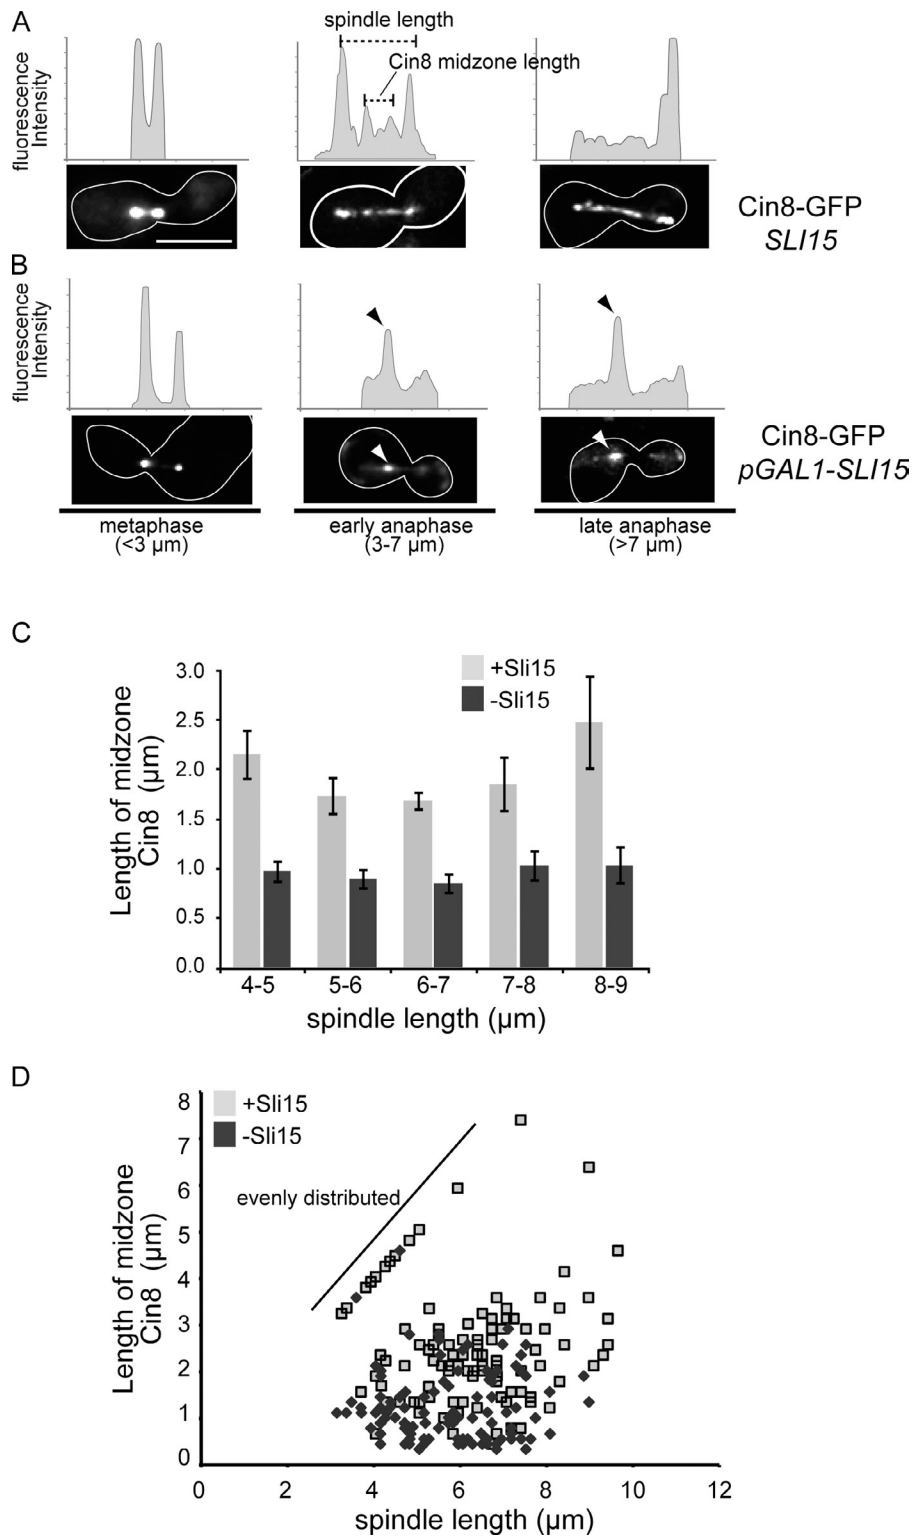 A
spindle length
Cin8 midzone length
fluorescence
Intensity
Cin8-GFP
SLI15
B
fluorescence
Intensity
Cin8-GFP
pGAL1-SLI15
metaphase
(<3 µm)
early anaphase
(3-7 µm)
late anaphase
(>7 µm)
C
+Sli15
-Sli15
3.0
2.5
2.0
1.5
1.0
0.5
0.0
Length of midzone
Cin8 (µm)
4-5 5-6 6-7 7-8 8-9
spindle length (µm)
D
+Sli15
-Sli15
evenly distributed
8
7
6
5
4
3
2
1
0
Length of midzone
Cin8 (µm)
0 2 4 6 8 10 12
spindle length (µm)